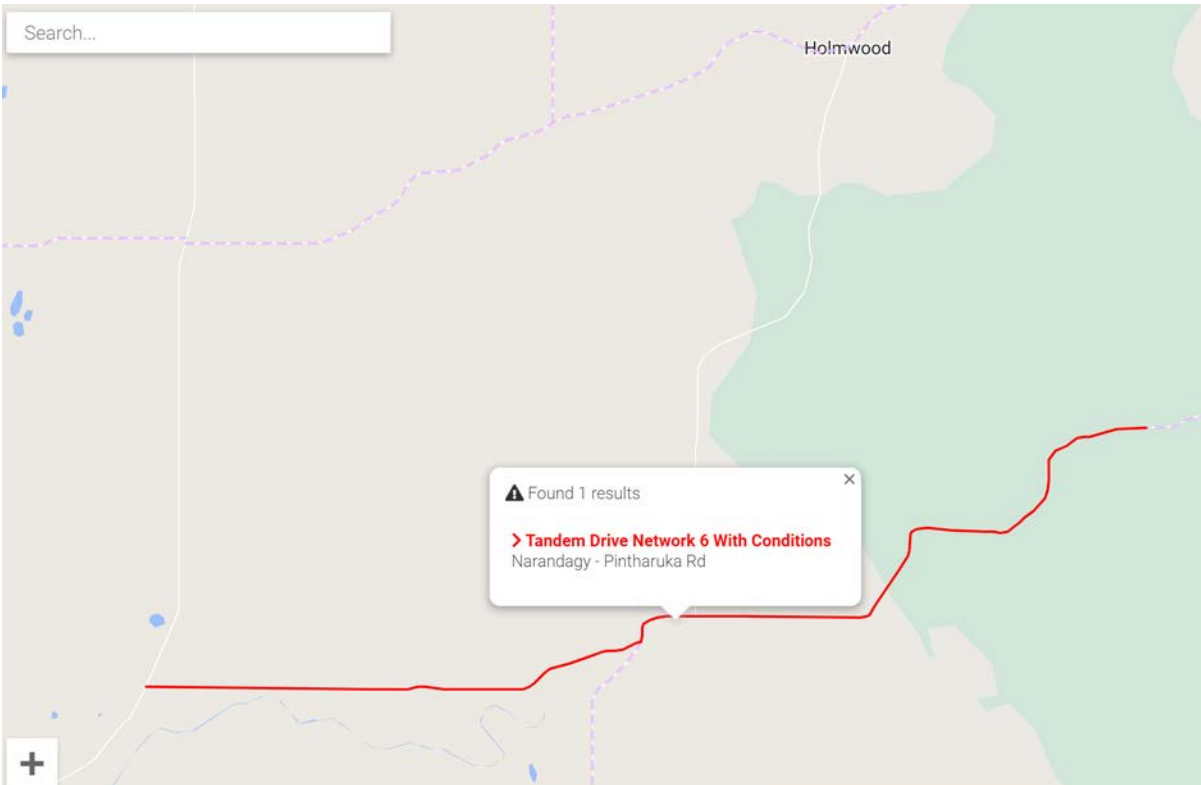 Search...
Holmwood
Found 1 results
Tandem Drive Network 6 With Conditions
Narandagy - Pintharuka Rd